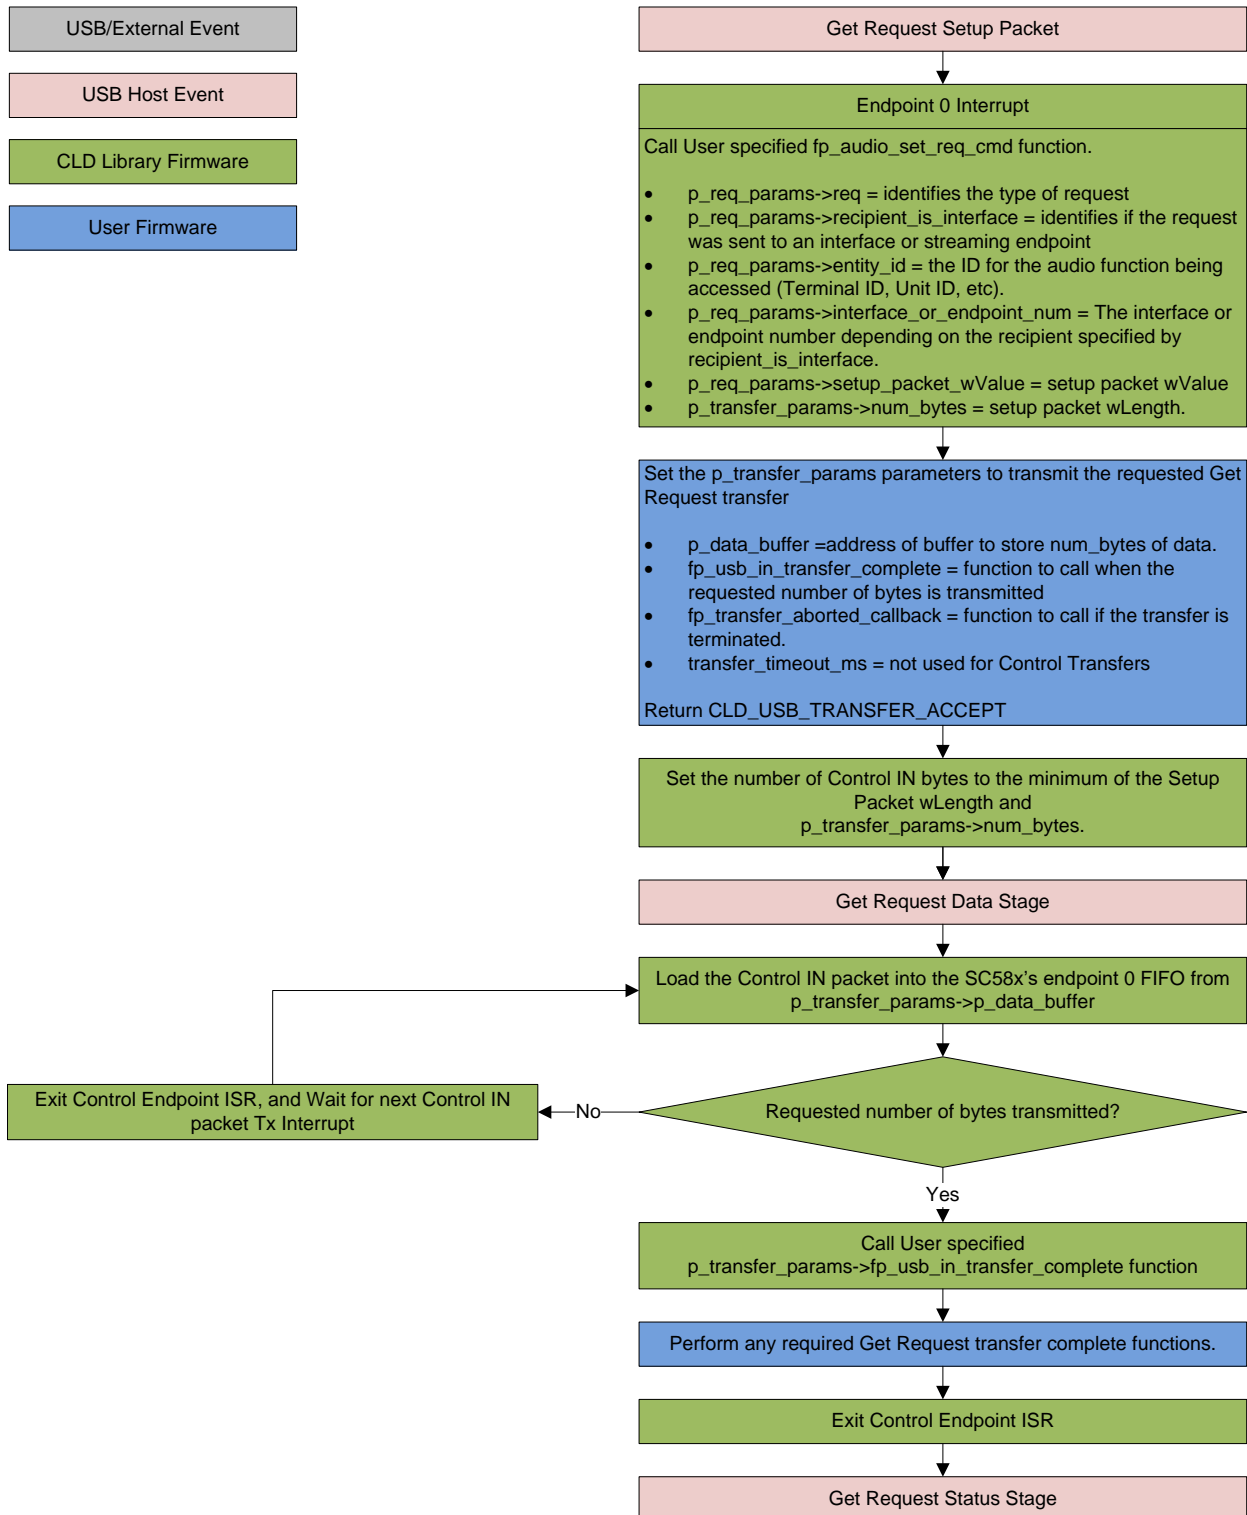 USB/External Event
USB Host Event
CLD Library Firmware
User Firmware
Get Request Setup Packet
Endpoint 0 Interrupt
Call User specified fp_audio_set_req_cmd function.
• p_req_params->req = identifies the type of request
• p_req_params->recipient_is_interface = identifies if the request
was sent to an interface or streaming endpoint
• p_req_params->entity_id = the ID for the audio function being
accessed (Terminal ID, Unit ID, etc).
• p_req_params->interface_or_endpoint_num = The interface or
endpoint number depending on the recipient specified by
recipient_is_interface.
• p_req_params->setup_packet_wValue = setup packet wValue
• p_transfer_params->num_bytes = setup packet wLength.
Set the p_transfer_params parameters to transmit the requested Get
Request transfer
• p_data_buffer =address of buffer to store num_bytes of data.
• fp_usb_in_transfer_complete = function to call when the
requested number of bytes is transmitted
• fp_transfer_aborted_callback = function to call if the transfer is
terminated.
• transfer_timeout_ms = not used for Control Transfers
Return CLD_USB_TRANSFER_ACCEPT
Set the number of Control IN bytes to the minimum of the Setup
Packet wLength and
p_transfer_params->num_bytes.
Get Request Data Stage
Load the Control IN packet into the SC58x's endpoint 0 FIFO from
p_transfer_params->p_data_buffer
Exit Control Endpoint ISR, and Wait for next Control IN
packet Tx Interrupt
No
Requested number of bytes transmitted?
Yes
Call User specified
p_transfer_params->fp_usb_in_transfer_complete function
Perform any required Get Request transfer complete functions.
Exit Control Endpoint ISR
Get Request Status Stage